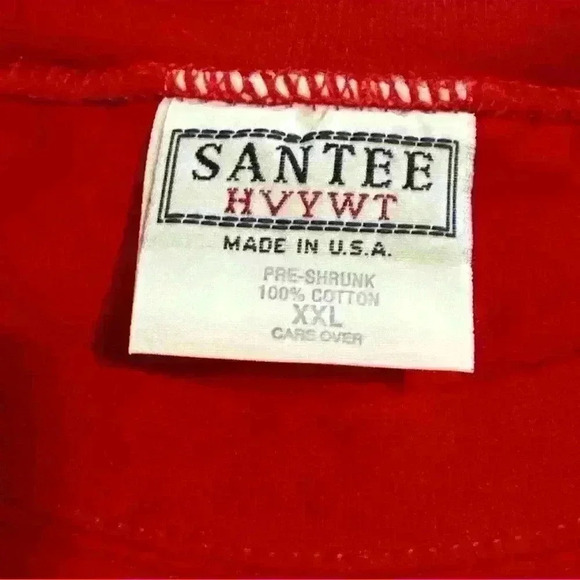 SANTEE
HVYWT
MADE IN U.S.A.
PRE-SHRUNK
100% COTTON
XXL
CARE OVER